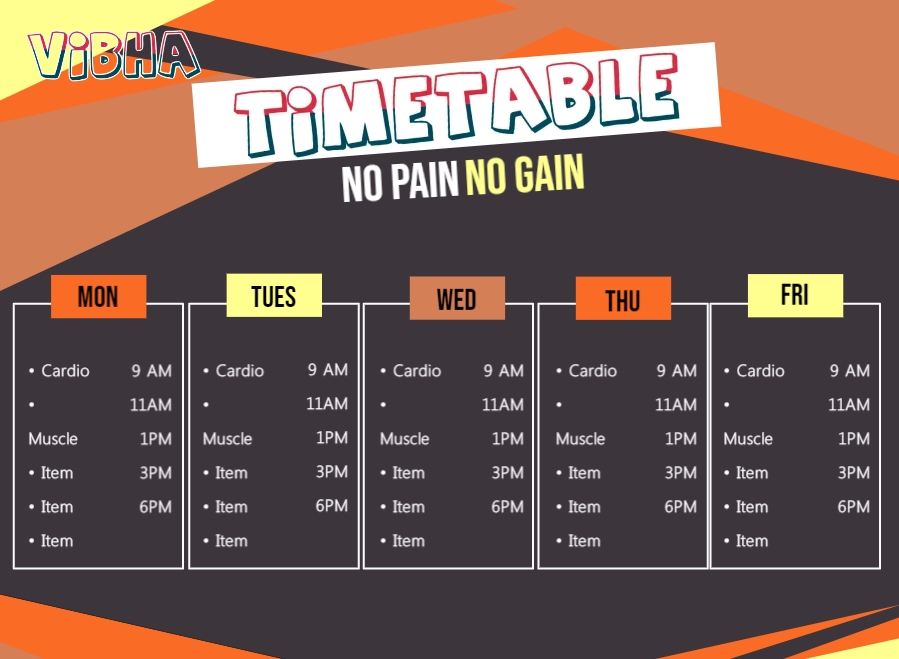 ViBHA
TiMETABLE
NO PAIN NO GAIN
MON
• Cardio 9 AM
• 11AM
Muscle 1PM
• Item 3PM
• Item 6PM
• Item
TUES
• Cardio 9 AM
• 11AM
Muscle 1PM
• Item 3PM
• Item 6PM
• Item
WED
• Cardio 9 AM
• 11AM
Muscle 1PM
• Item 3PM
• Item 6PM
• Item
THU
• Cardio 9 AM
• 11AM
Muscle 1PM
• Item 3PM
• Item 6PM
• Item
FRI
• Cardio 9 AM
• 11AM
Muscle 1PM
• Item 3PM
• Item 6PM
• Item